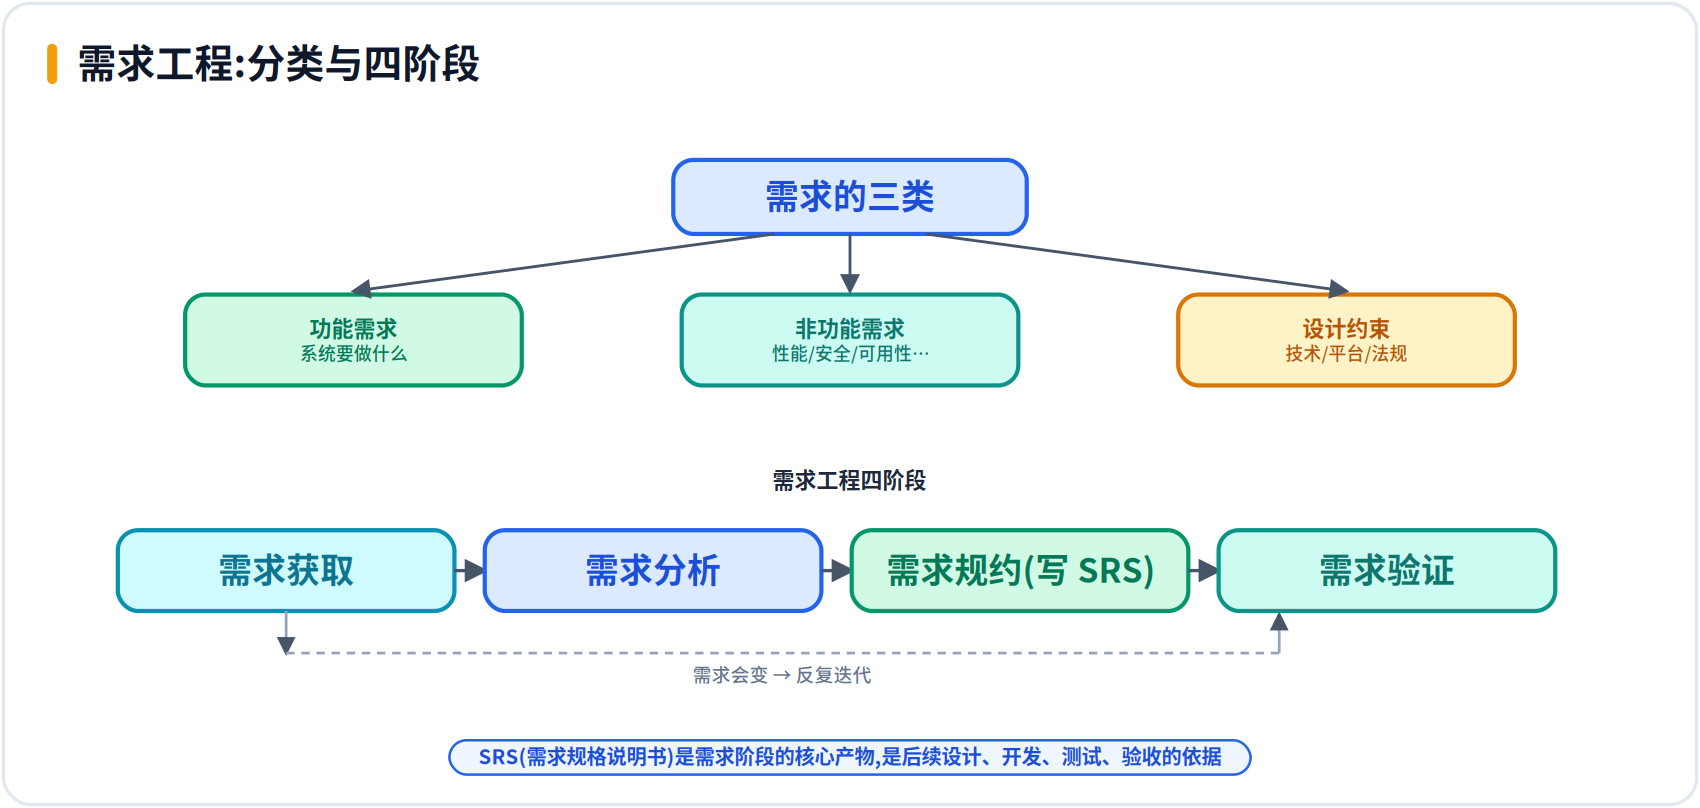 需求工程:分类与四阶段
需求的三类
功能需求
系统要做什么
非功能需求
性能/安全/可用性…
设计约束
技术/平台/法规
需求工程四阶段
需求获取
需求分析
需求规约(写 SRS)
需求验证
需求会变 → 反复迭代
SRS(需求规格说明书)是需求阶段的核心产物,是后续设计、开发、测试、验收的依据